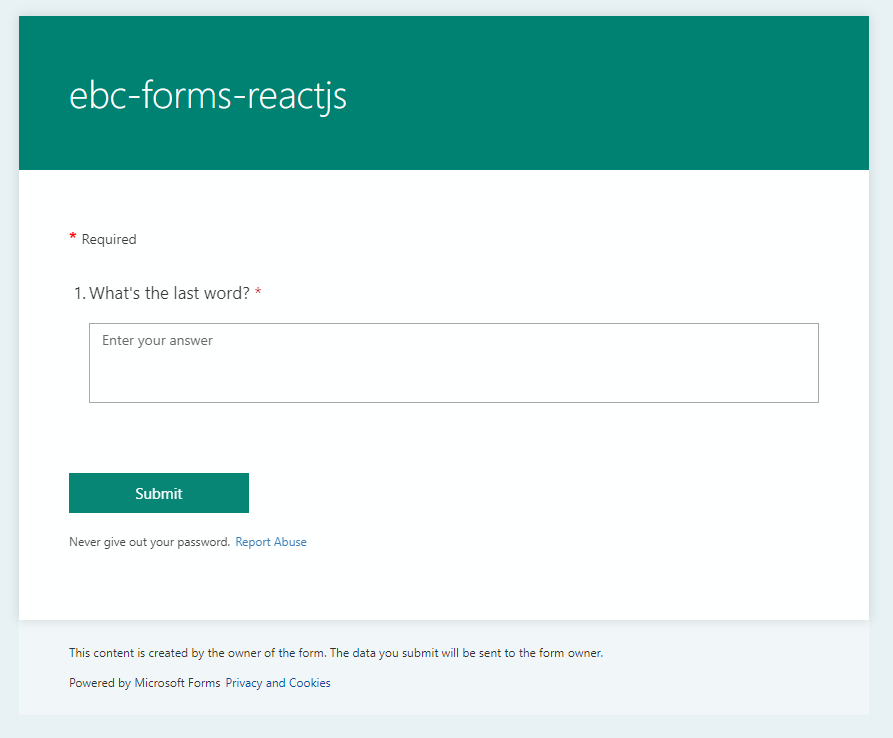 ebc-forms-reactjs
* Required
1. What's the last word? *
Enter your answer
Submit
Never give out your password. Report Abuse
This content is created by the owner of the form. The data you submit will be sent to the form owner.
Powered by Microsoft Forms Privacy and Cookies